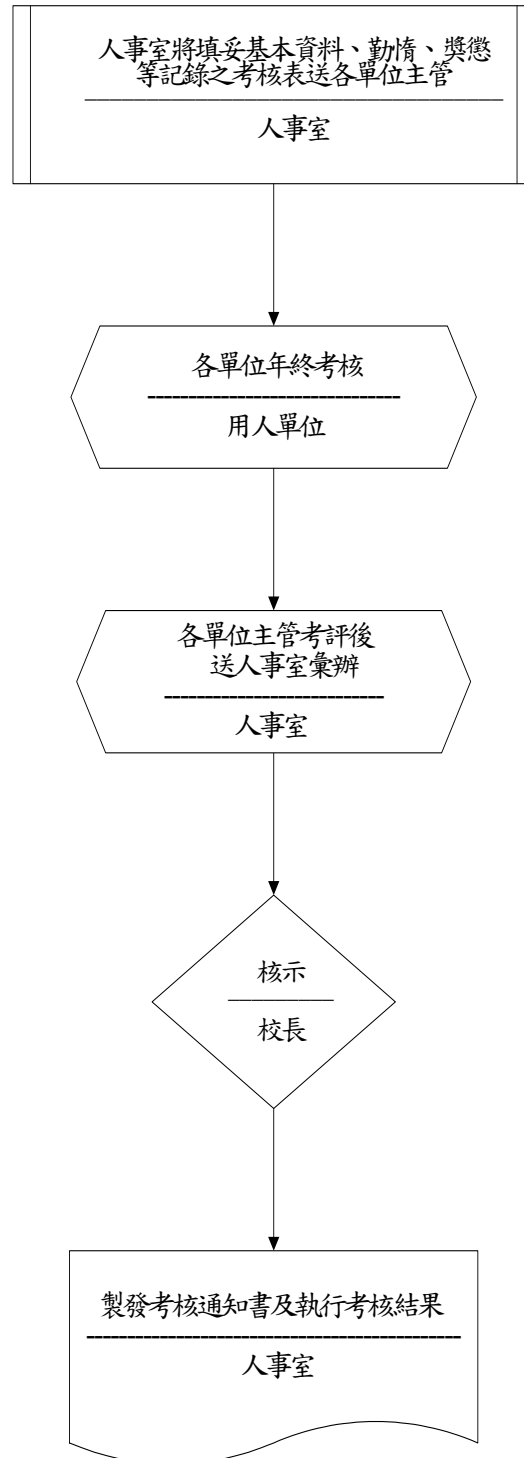 人事室將填妥基本資料、勤惰、獎懲
等記錄之考核表送各單位主管
人事室
各單位年終考核
用人單位
各單位主管考評後
送人事室彙辦
人事室
核示
校長
製發考核通知書及執行考核結果
人事室